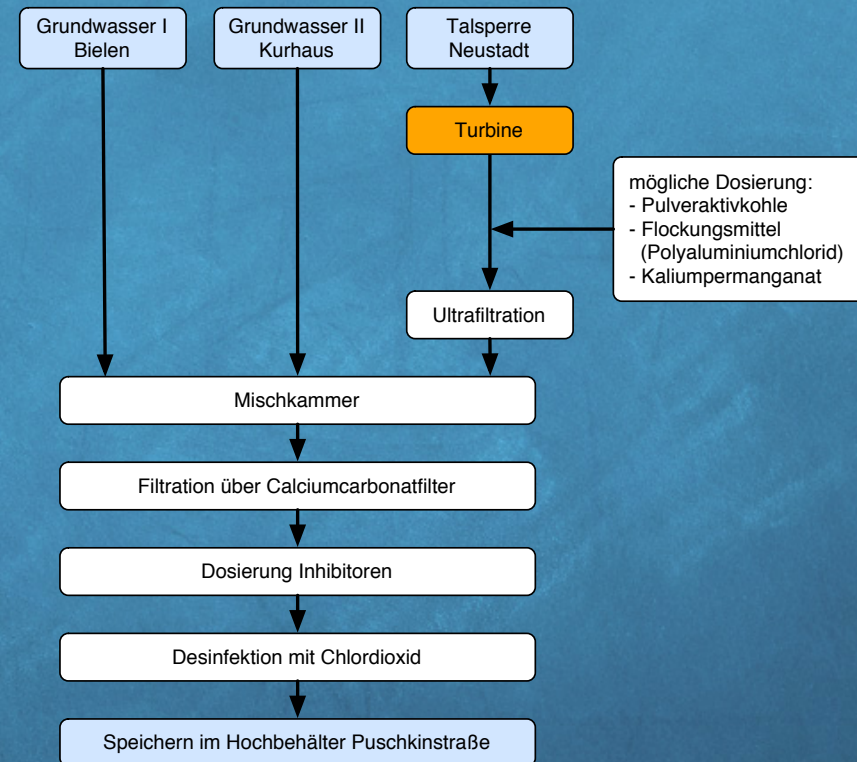 Grundwasser I
Bielen
Grundwasser II
Kurhaus
Talsperre
Neustadt
Turbine
mögliche Dosierung:
- Pulveraktivkohle
- Flockungsmittel
(Polyaluminiumchlorid)
- Kaliumpermanganat
Ultrafiltration
Mischkammer
Filtration über Calciumcarbonatfilter
Dosierung Inhibitoren
Desinfektion mit Chlordioxid
Speichern im Hochbehälter Puschkinstraße